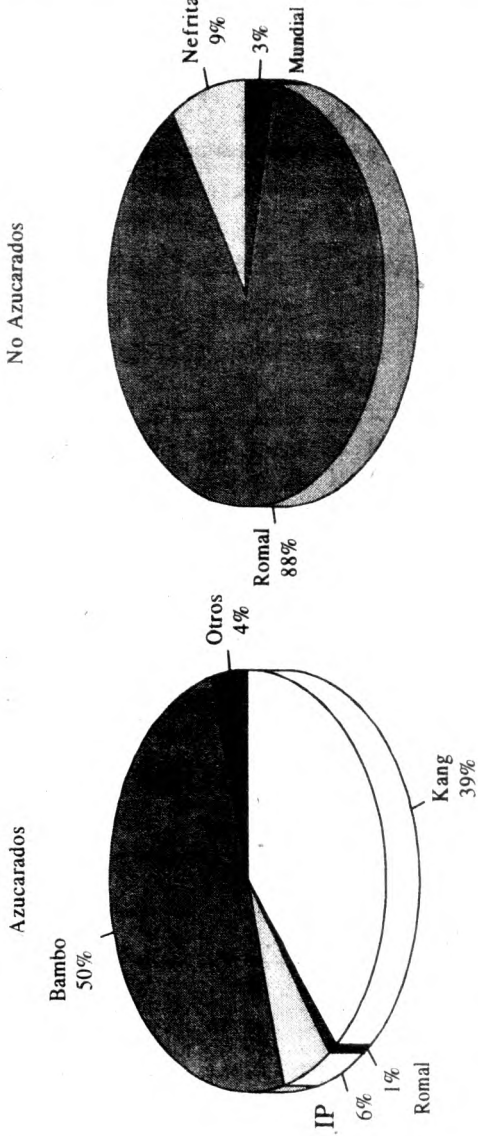 Azucarados
Bambo
50%
Otros
4%
Kang
39%
1%
Romal
IP
6%
No Azucarados
Nefrita
9%
3%
Mundial
Romal
88%